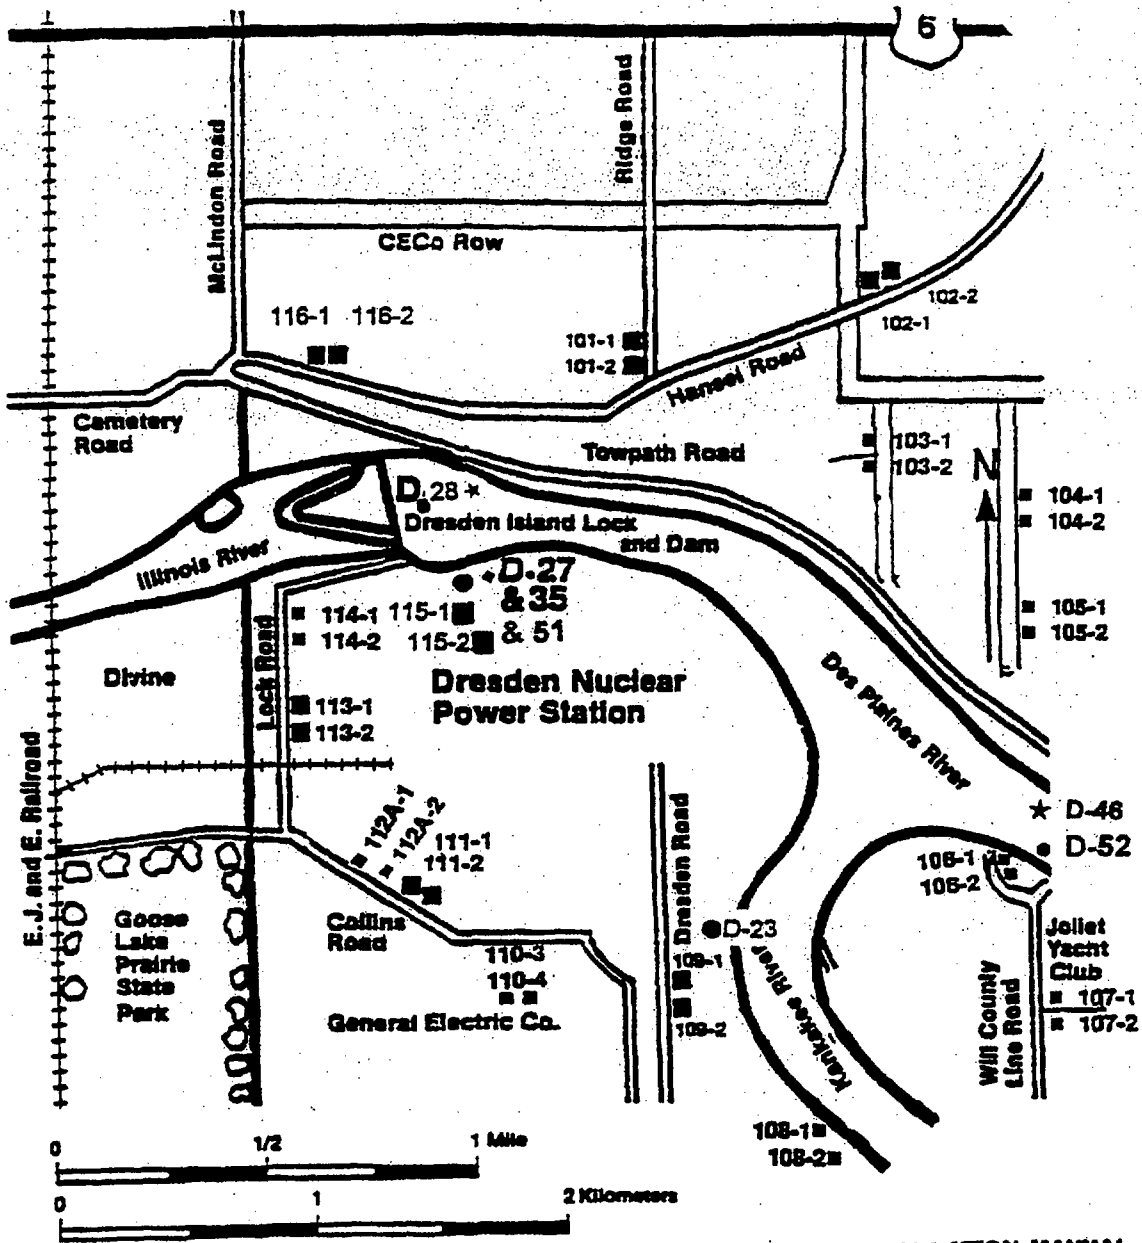 6
McLindon Road
Ridge Road
CECo Row
116-1 116-2
101-1
101-2
102-2
102-1
Hansel Road
Cemetery
Road
Towpath Road
103-1
103-2
N
104-1
104-2
D-28
Dresden Island Lock
and Dam
Illinois River
D-27
& 35
& 51
114-1
114-2
115-1
115-2
105-1
105-2
Divine
Lock Road
Dresden Nuclear
Power Station
113-1
113-2
Des Plaines River
E.J. and E. Railroad
112A-1
112A-2
111-1
111-2
Dresden Road
D-46
D-52
106-1
106-2
Goose
Lake
Prairie
State
Park
Collins
Road
D-23
Joliet
Yacht
Club
110-3
110-4
109-1
109-2
General Electric Co.
Kankakee River
Will County
Line Road
107-1
107-2
108-1
108-2
0 1/2 1 Mile
0 1 2 Kilometers